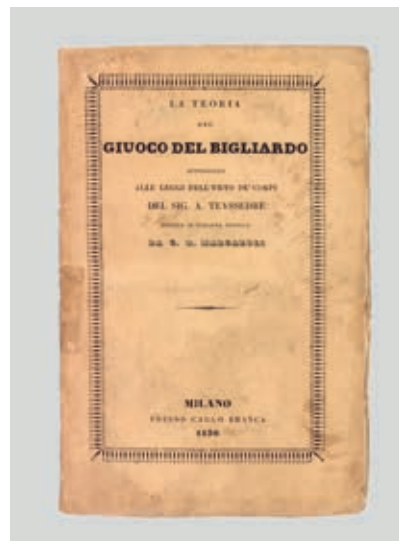 LA TEORIA
DEL
GIUOCO DEL BIGLIARDO
ALLE LEGGI DELL'URTO DE' CORPI
DEL SIG. A. TEYSSEDRE
DA
MILANO
PRESSO CARLO BRANCA